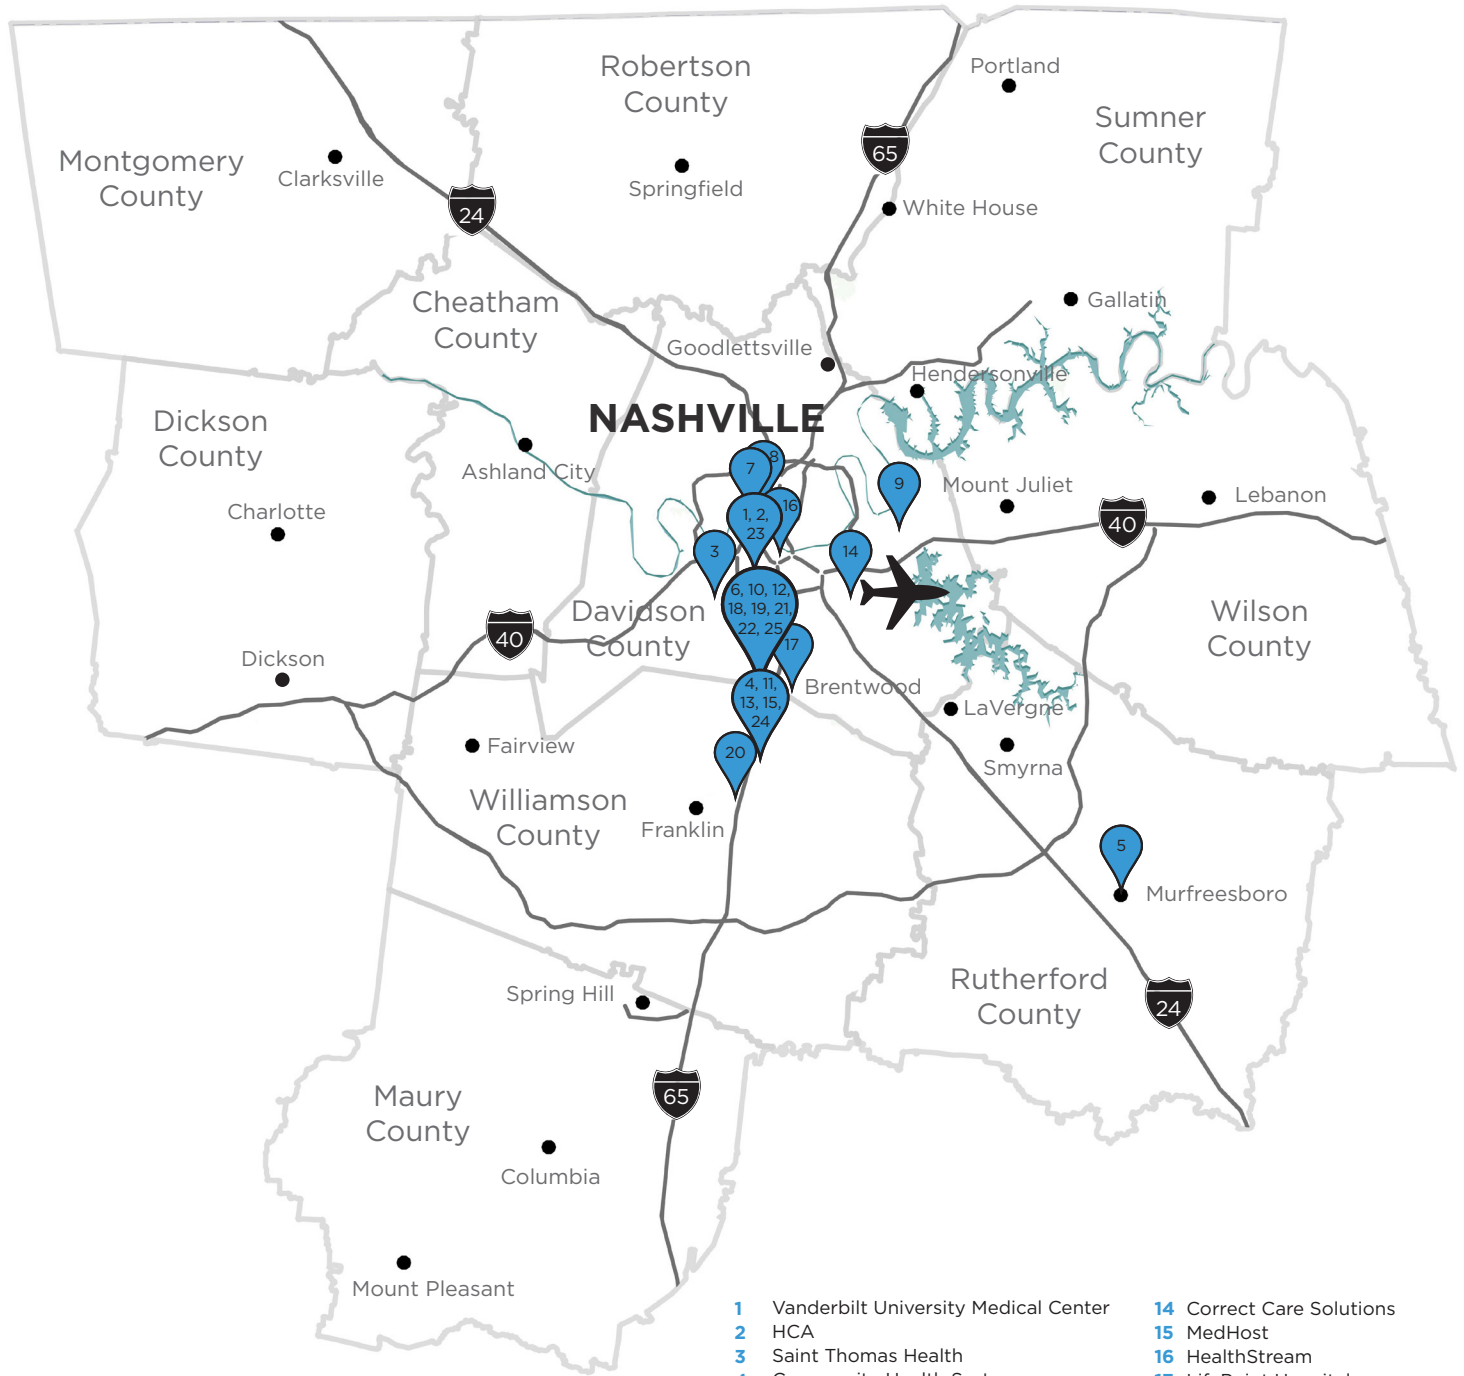 Robertson
County
Portland
Sumner
County
65
Montgomery
County
Clarksville
Springfield
24
White House
Cheatham
County
Gallatin
Goodlettsville
Hendersonville
Dickson
County
NASHVILLE
Ashland City
8
7
9
Mount Juliet
Lebanon
Charlotte
16
1, 2,
23
40
3
14
6, 10, 12,
18, 19, 21,
22, 25
Davidson
County
40
Wilson
County
17
Dickson
Brentwood
4, 11,
13, 15,
24
LaVergne
Fairview
20
Smyrna
Williamson
County
Franklin
5
Murfreesboro
Spring Hill
Rutherford
County
24
65
Maury
County
Columbia
Mount Pleasant
1 Vanderbilt University Medical Center
2 HCA
3 Saint Thomas Health
14 Correct Care Solutions
15 MedHost
16 HealthStream